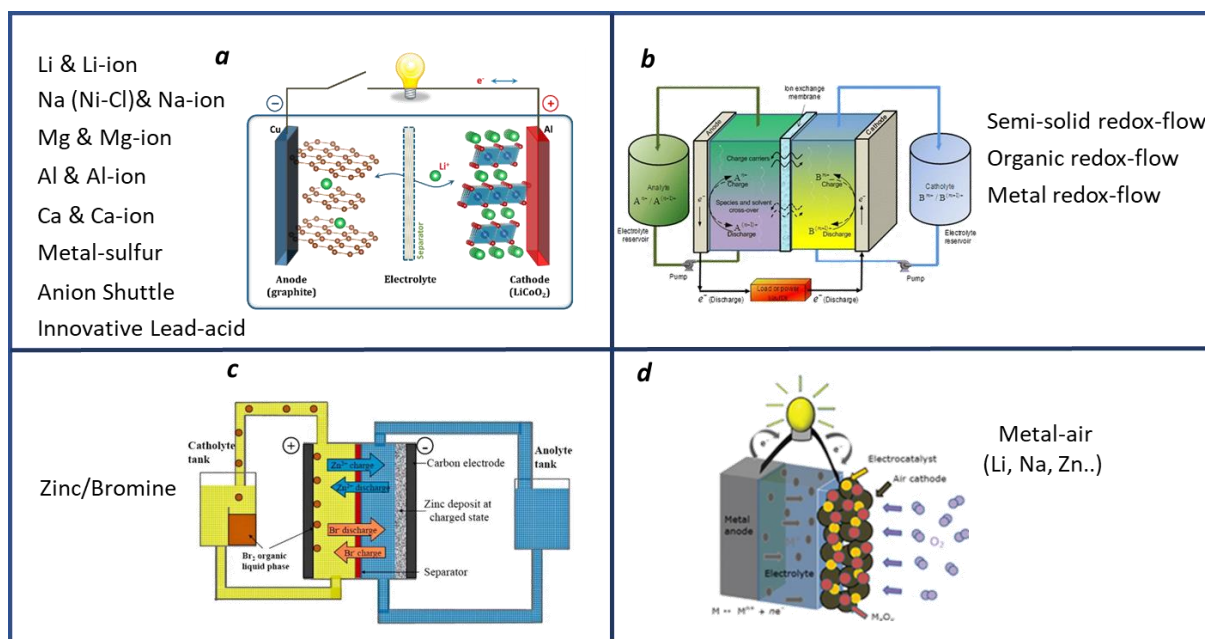 a
Li & Li-ion
Na (Ni-Cl)& Na-ion
Mg & Mg-ion
Al & Al-ion
Ca & Ca-ion
Metal-sulfur
Anion Shuttle
Innovative Lead-acid
e-
−
+
Cu
Al
Li+
Separator
Anode
(graphite)
Electrolyte
Cathode
(LiCoO2)
b
Ion exchange
membrane
Anode
Cathode
Charge carriers
Charge
Charge
Species and solvent
cross-over
Discharge
Discharge
Analyte
Catholyte
Electrolyte
reservoir
Electrolyte
reservoir
Pump
Pump
e- (Discharge)
Load or power
e- (Discharge)
Semi-solid redox-flow
Organic redox-flow
Metal redox-flow
c
Zinc/Bromine
Catholyte
tank
+
-
Anolyte
tank
Zn2+ charge
Zn2+ discharge
Br- discharge
Br- charge
Carbon electrode
Zinc deposit at
charged state
Br2 organic
liquid phase
Separator
d
Metal-air
(Li, Na, Zn..)
e-
e-
Electrocatalyst
Air cathode
Metal
anode
Electrolyte
O2